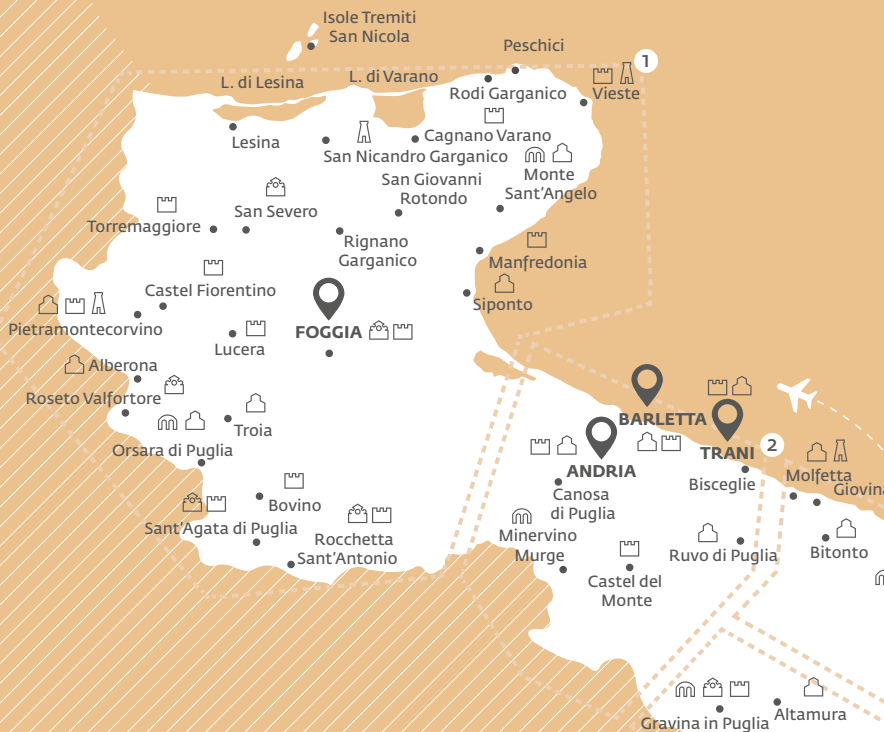 Isole Tremiti
San Nicola
Peschici
1
L. di Lesina
L. di Varano
Rodi Garganico
Vieste
Lesina
Cagnano Varano
San Nicandro Garganico
Monte
Sant'Angelo
San Giovanni
Rotondo
San Severo
Torremaggiore
Rignano
Garganico
Manfredonia
Castel Fiorentino
Siponto
Pietramontecorvino
FOGGIA
Lucera
Alberona
Roseto Valfortore
Troia
Orsara di Puglia
BARLETTA
TRANI
2
ANDRIA
Bisceglie
Molfetta
Giovina
Canosa
di Puglia
Bovino
Sant'Agata di Puglia
Rocchetta
Sant'Antonio
Minervino
Murge
Ruvo di Puglia
Bitonto
Castel del
Monte
Gravina in Puglia
Altamura